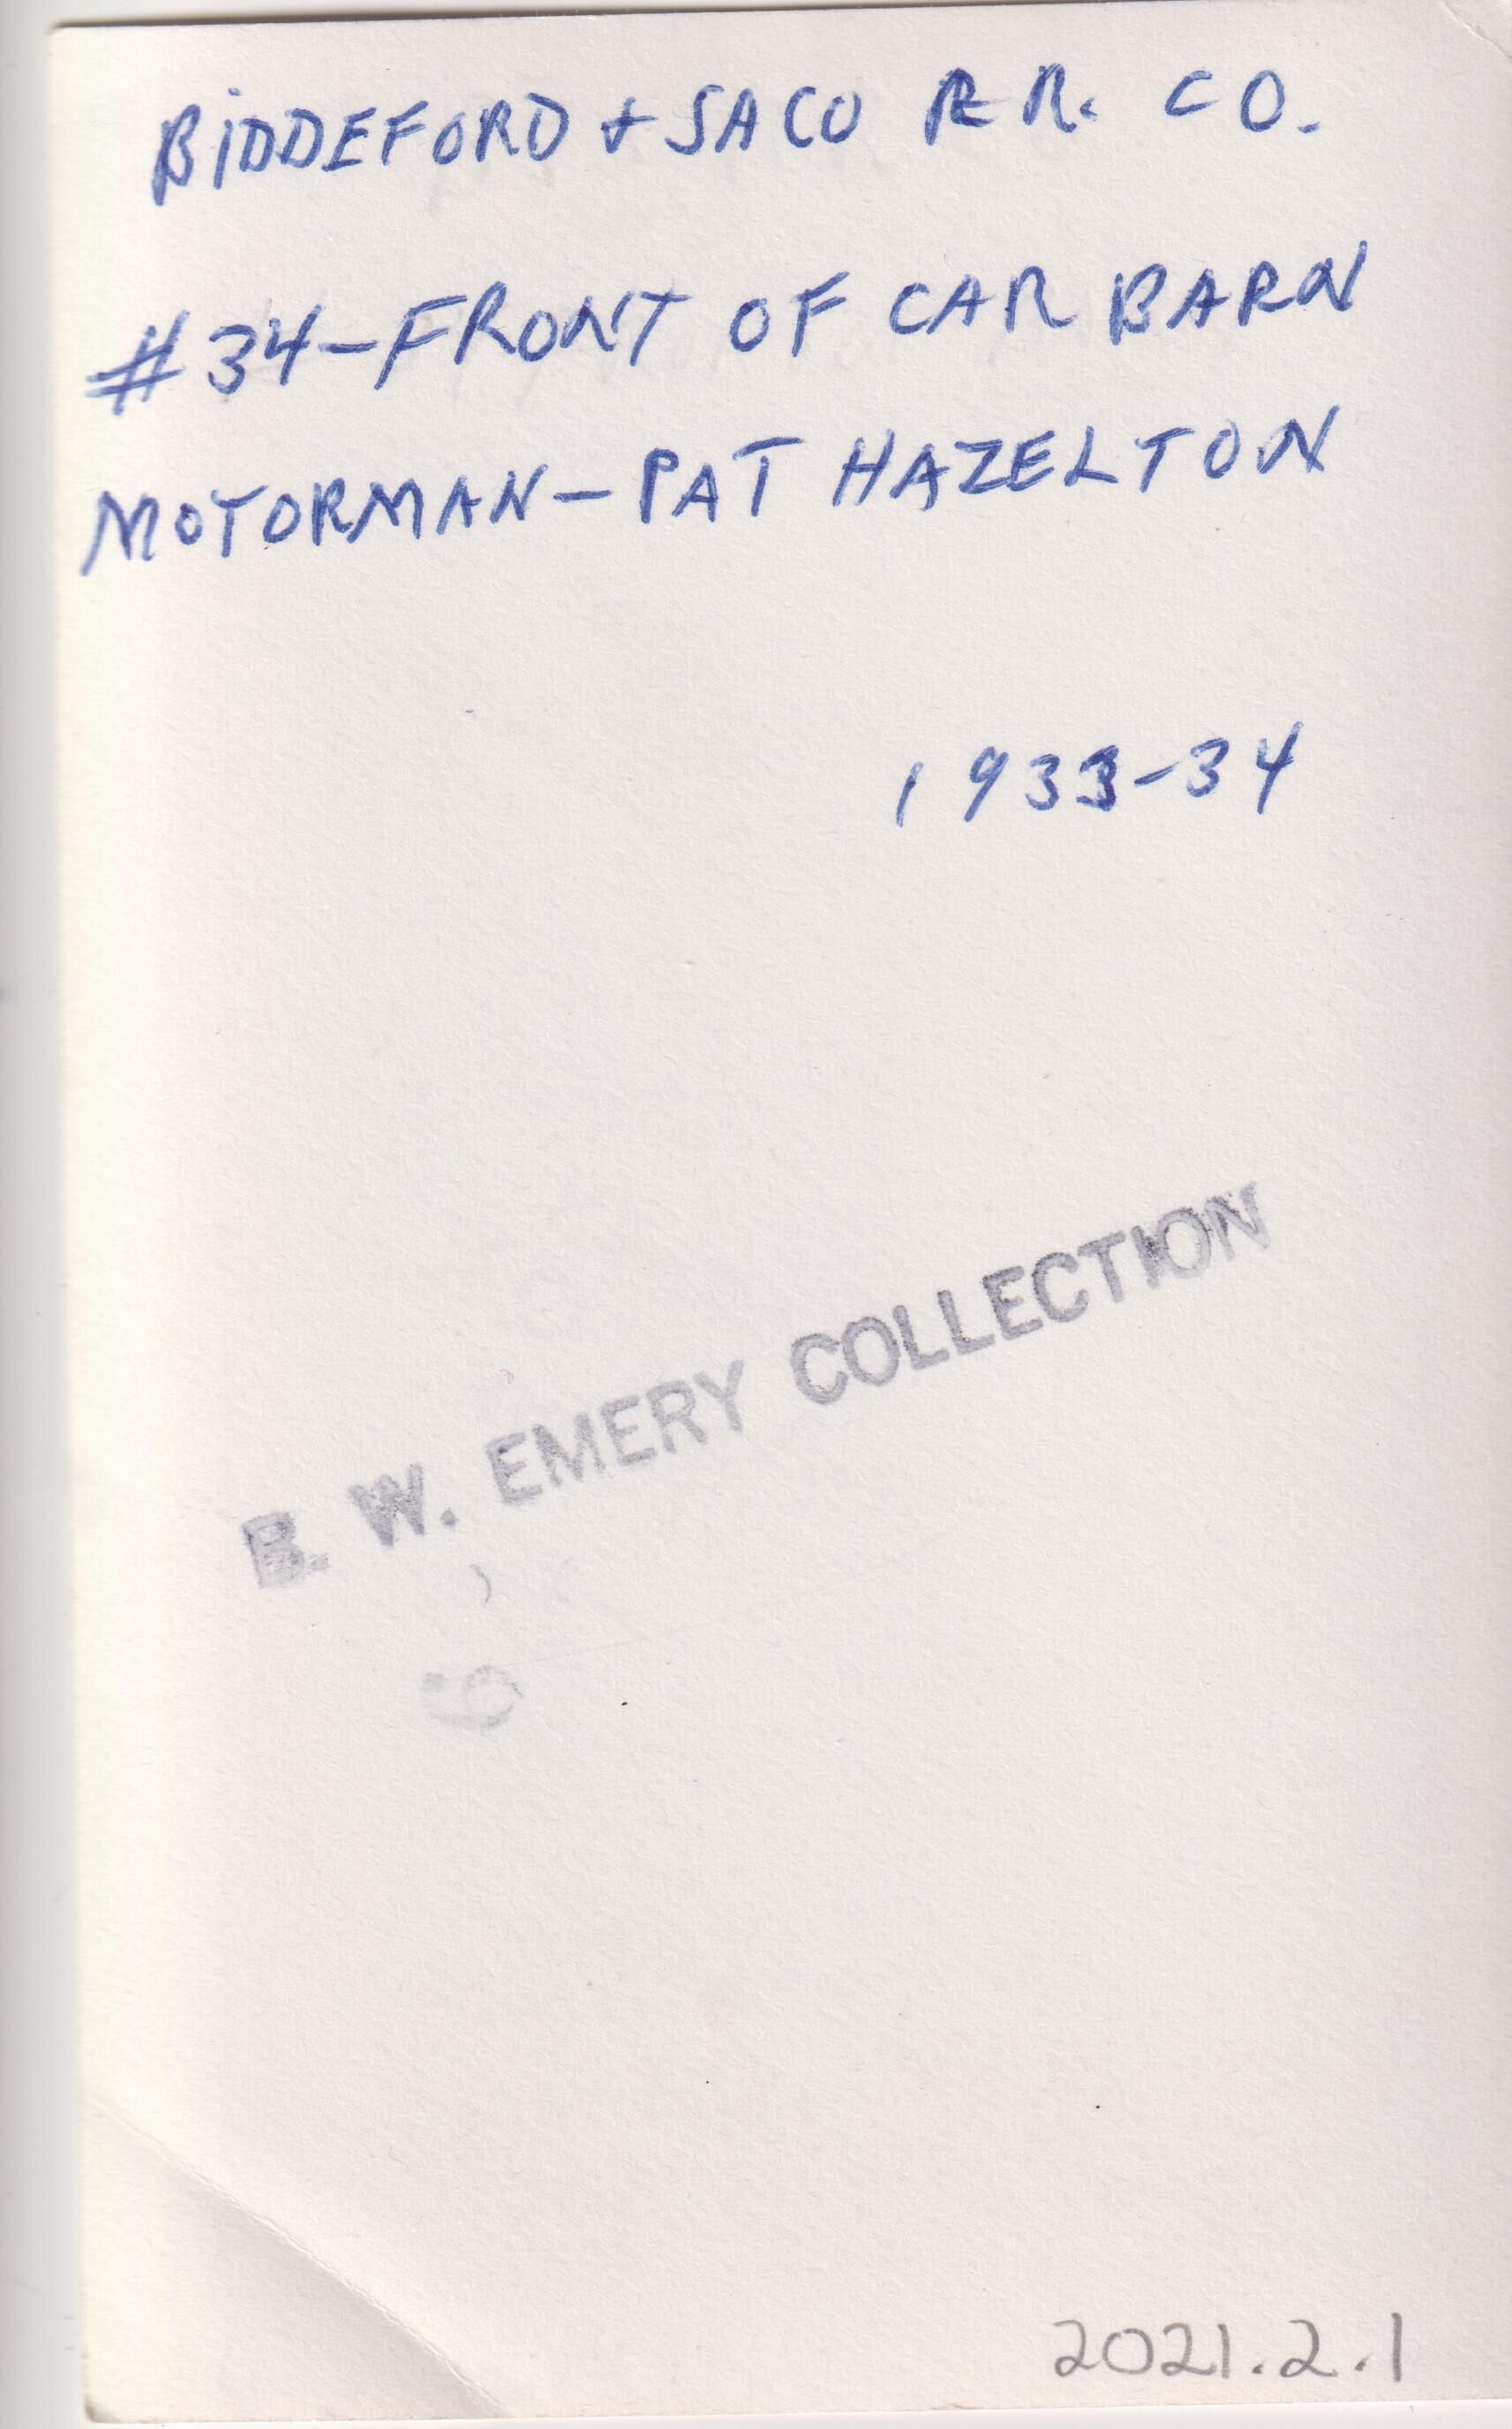 BIDDEFORD + SACO R R. CO.
# 34 - FRONT OF CAR BARN
MOTORMAN - PAT HAZELTON
1933-34
B. W. EMERY COLLECTION
2021.2.1